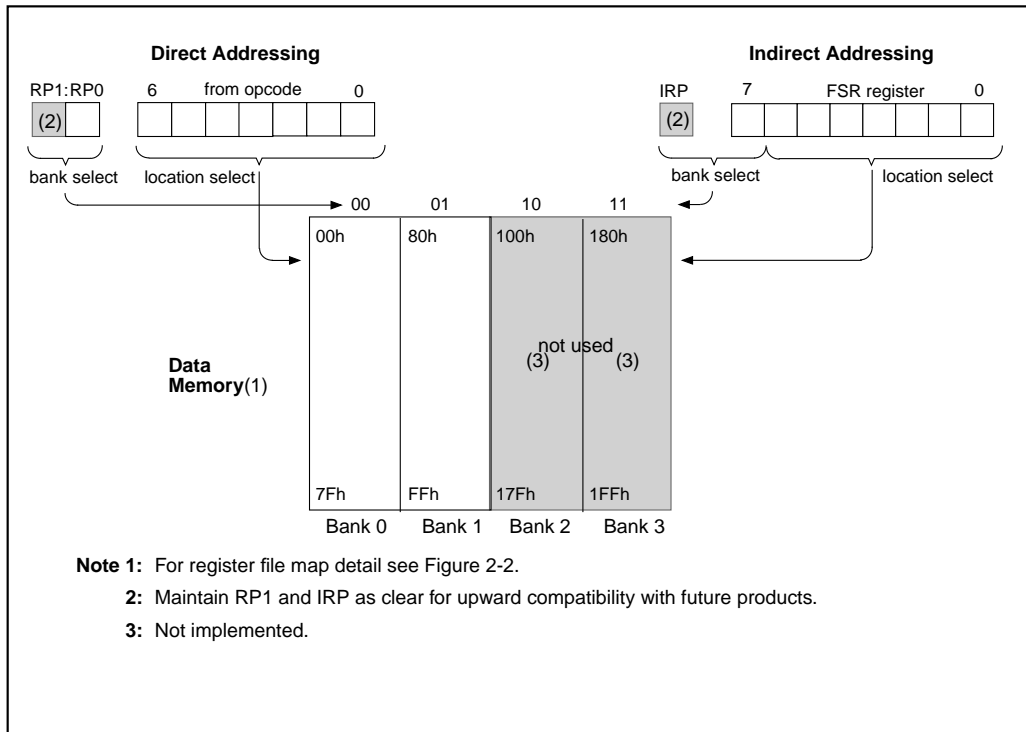 Direct Addressing
Indirect Addressing
RP1:RP0
6
from opcode
0
IRP
7
FSR register
0
(2)
(2)
bank select
location select
bank select
location select
00
01
10
11
00h
80h
100h
180h
not used
(3)
(3)
Data
Memory(1)
7Fh
FFh
17Fh
1FFh
Bank 0
Bank 1
Bank 2
Bank 3
Note 1: For register file map detail see Figure 2-2.
2: Maintain RP1 and IRP as clear for upward compatibility with future products.
3: Not implemented.